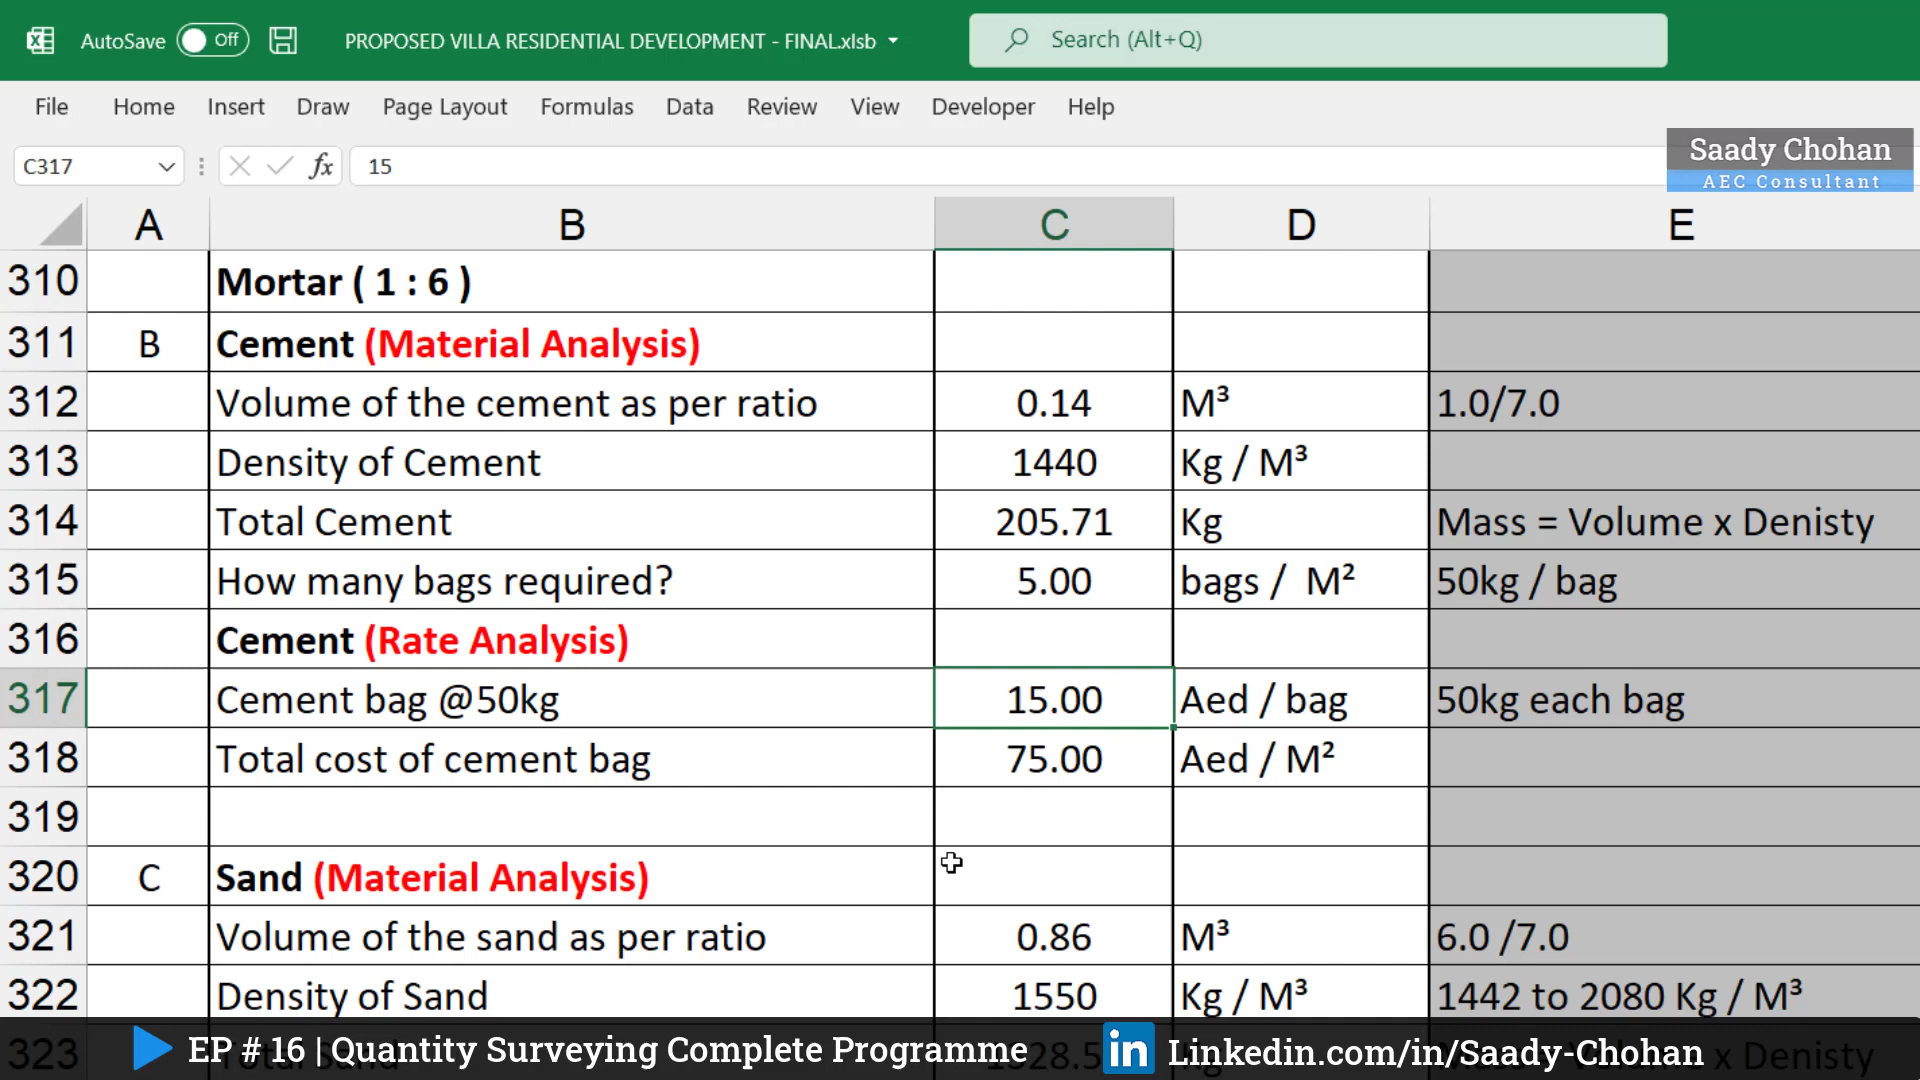 AutoSave Off PROPOSED VILLA RESIDENTIAL DEVELOPMENT - FINAL.xlsb Search (Alt+Q)
File Home Insert Draw Page Layout Formulas Data Review View Developer Help
Saady Chohan
AEC Consultant
C317 fx 15
A B C D E
310 Mortar ( 1 : 6 )
311 B Cement (Material Analysis)
312 Volume of the cement as per ratio 0.14 M³ 1.0/7.0
313 Density of Cement 1440 Kg / M³
314 Total Cement 205.71 Kg Mass = Volume x Denisty
315 How many bags required? 5.00 bags / M² 50kg / bag
316 Cement (Rate Analysis)
317 Cement bag @50kg 15.00 Aed / bag 50kg each bag
318 Total cost of cement bag 75.00 Aed / M²
319
320 C Sand (Material Analysis)
321 Volume of the sand as per ratio 0.86 M³ 6.0 /7.0
322 Density of Sand 1550 Kg / M³ 1442 to 2080 Kg / M³
323 Total Sand Kg x Denisty
EP # 16 | Quantity Surveying Complete Programme in Linkedin.com/in/Saady-Chohan